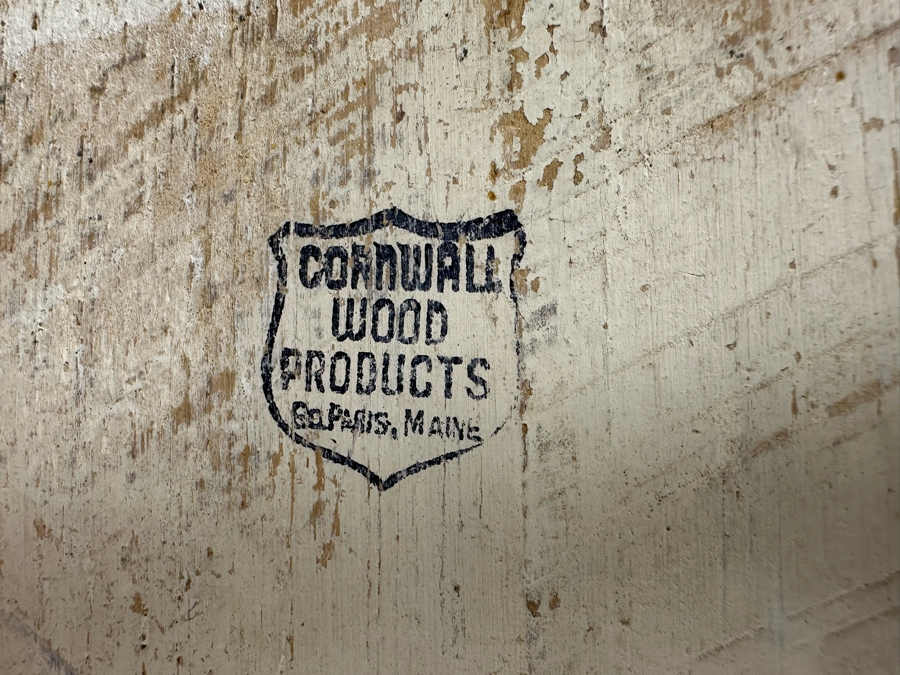 CORNWALL
WOOD
PRODUCTS
So. PARIS, MAINE